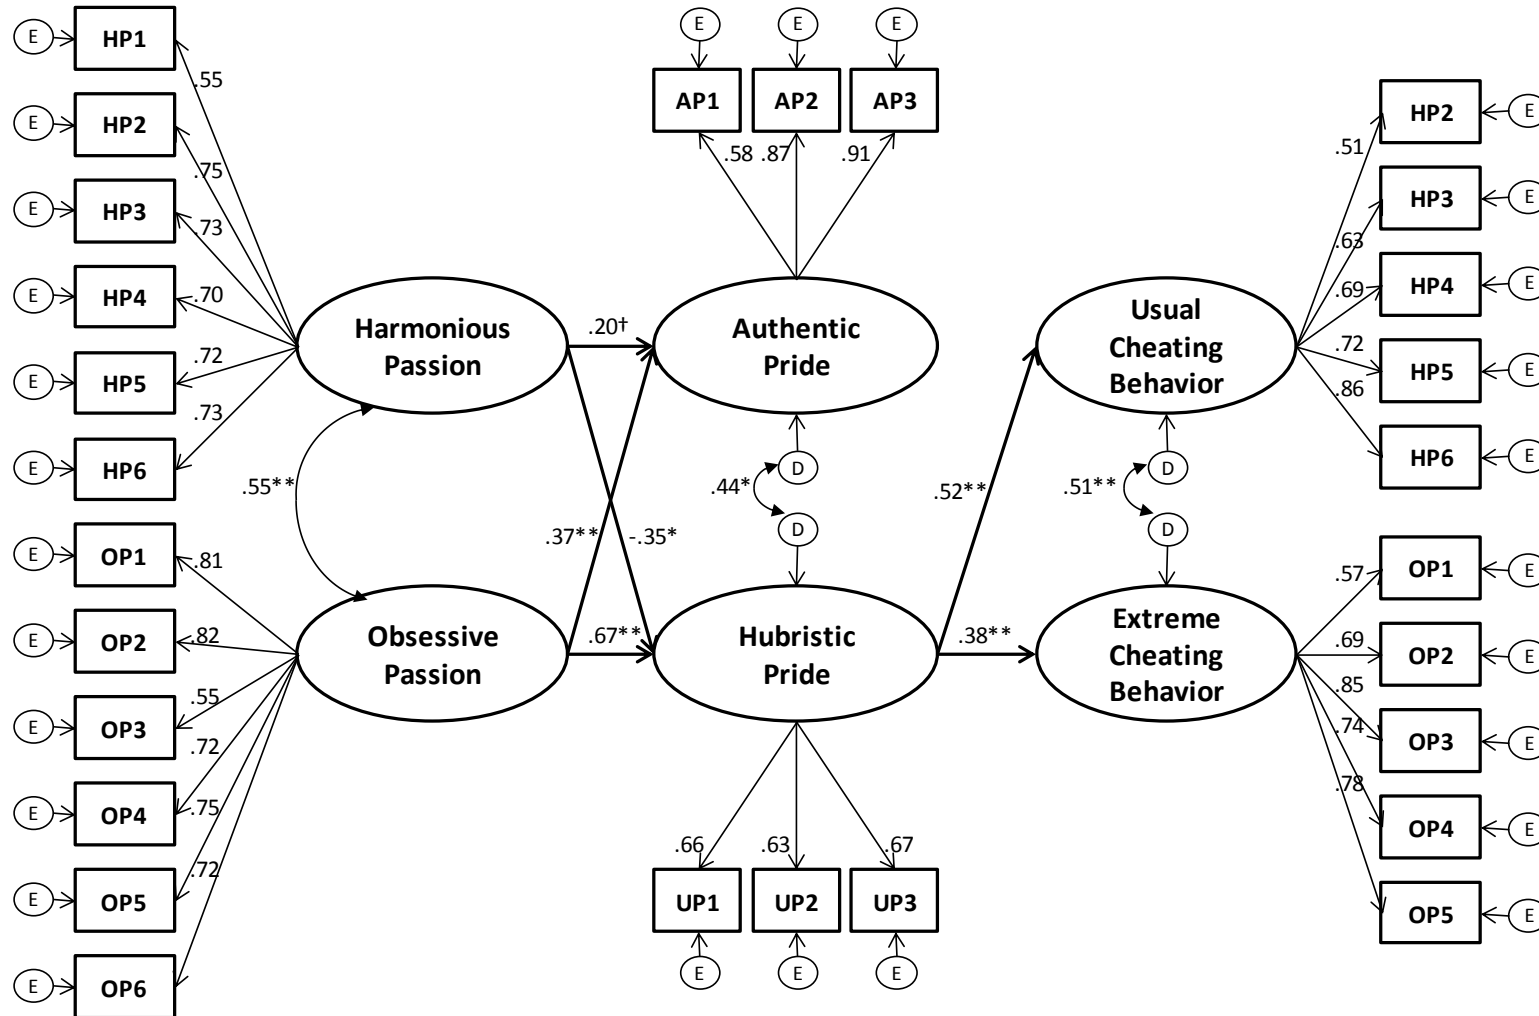 E
HP1
.55
E
HP2
.75
E
HP3
.73
E
HP4
.70
E
HP5
.72
E
HP6
.73
E
OP1
.81
E
OP2
.82
E
OP3
.55
E
OP4
.72
E
OP5
.75
E
OP6
.72
Harmonious
Passion
.55**
Obsessive
Passion
.20†
.37**
-.35*
.67**
E
E
E
AP1
AP2
AP3
.58
.87
.91
Authentic
Pride
D
.44*
D
Hubristic
Pride
.66
.63
.67
UP1
UP2
UP3
E
E
E
.52**
.38**
Usual
Cheating
Behavior
D
.51**
D
Extreme
Cheating
Behavior
.51
HP2
E
.63
HP3
E
.69
HP4
E
.72
HP5
E
.86
HP6
E
.57
OP1
E
.69
OP2
E
.85
OP3
E
.74
OP4
E
.78
OP5
E